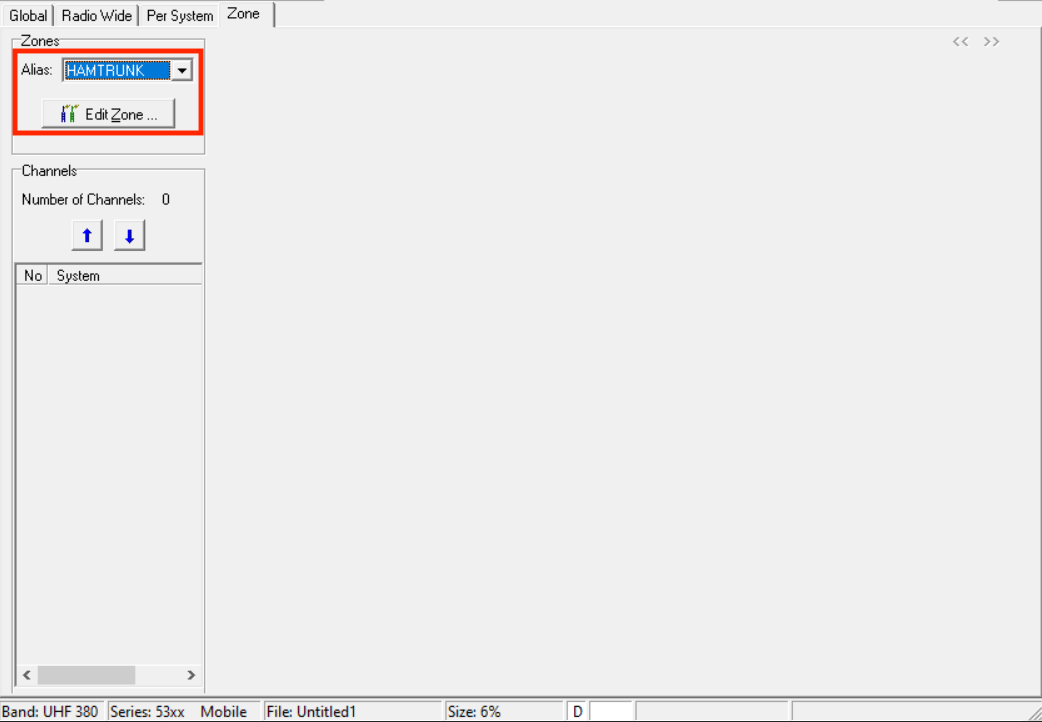 Global Radio Wide Per System Zone
Zones << >>
Alias: HAMTRUNK
Edit Zone ...
Channels
Number of Channels: 0
No System
Band: UHF 380 Series: 53xx Mobile File: Untitled1 Size: 6% D